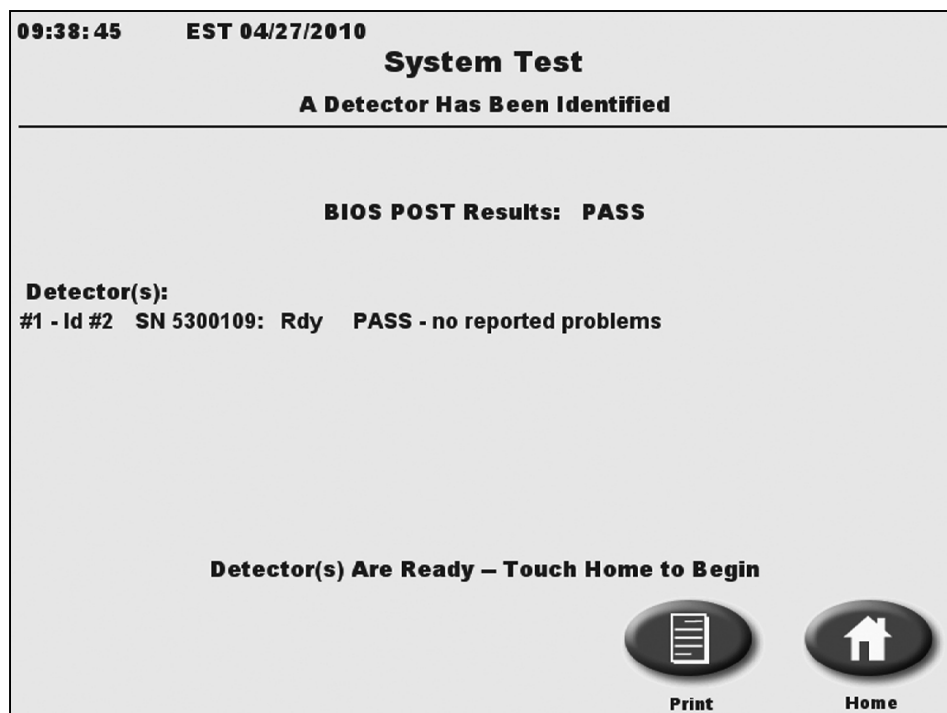 09:38:45 EST 04/27/2010
System Test
A Detector Has Been Identified
BIOS POST Results: PASS
Detector(s):
#1 - Id #2 SN 5300109: Rdy PASS - no reported problems
Detector(s) Are Ready – Touch Home to Begin
Print Home